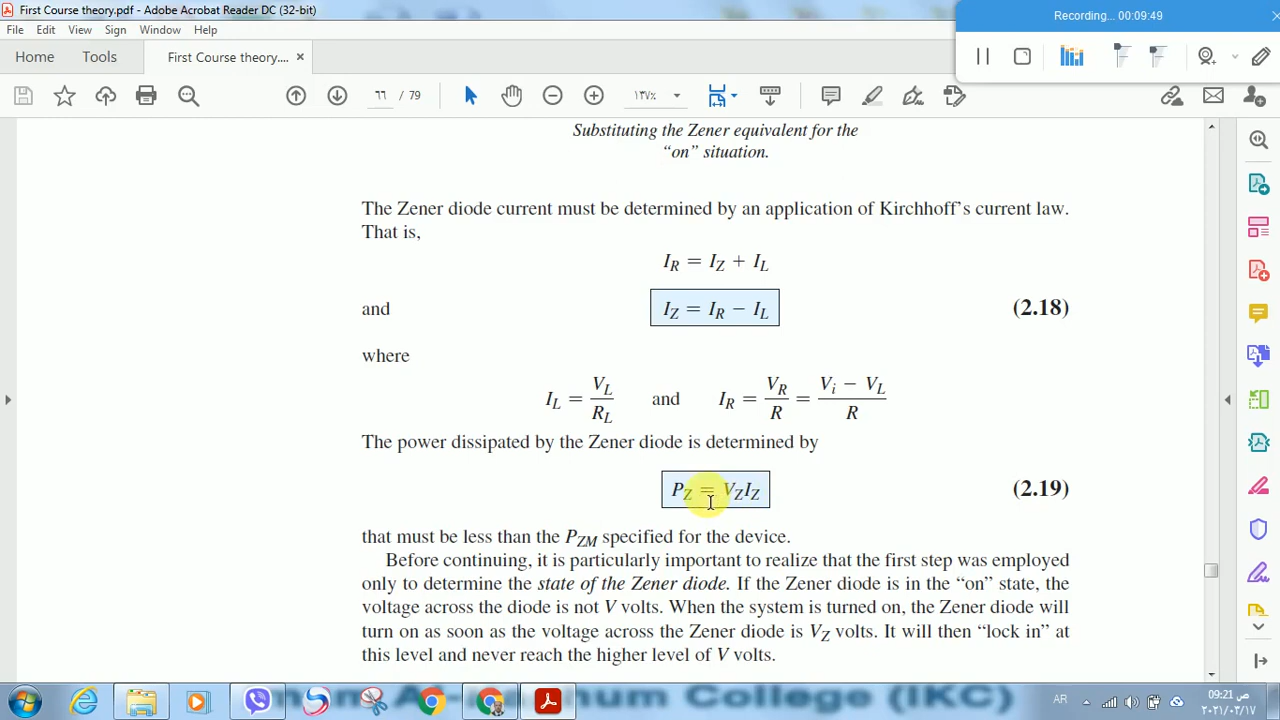 First Course theory.pdf - Adobe Acrobat Reader DC (32-bit)
Recording... 00:09:49
File Edit View Sign Window Help
Home Tools First Course theory.... ×
٦٦ / 79
١٣٧٪
Substituting the Zener equivalent for the
“on” situation.
The Zener diode current must be determined by an application of Kirchhoff’s current law.
That is,
I_R = I_Z + I_L
and I_Z = I_R − I_L (2.18)
where
I_L = V_L / R_L and I_R = V_R / R = (V_i − V_L) / R
The power dissipated by the Zener diode is determined by
P_Z = V_Z I_Z (2.19)
that must be less than the P_ZM specified for the device.
Before continuing, it is particularly important to realize that the first step was employed
only to determine the state of the Zener diode. If the Zener diode is in the “on” state, the
voltage across the diode is not V volts. When the system is turned on, the Zener diode will
turn on as soon as the voltage across the Zener diode is V_Z volts. It will then “lock in” at
this level and never reach the higher level of V volts.
College (IKC)
AR
09:21 ص
٢٠٢١/٠٣/١٧